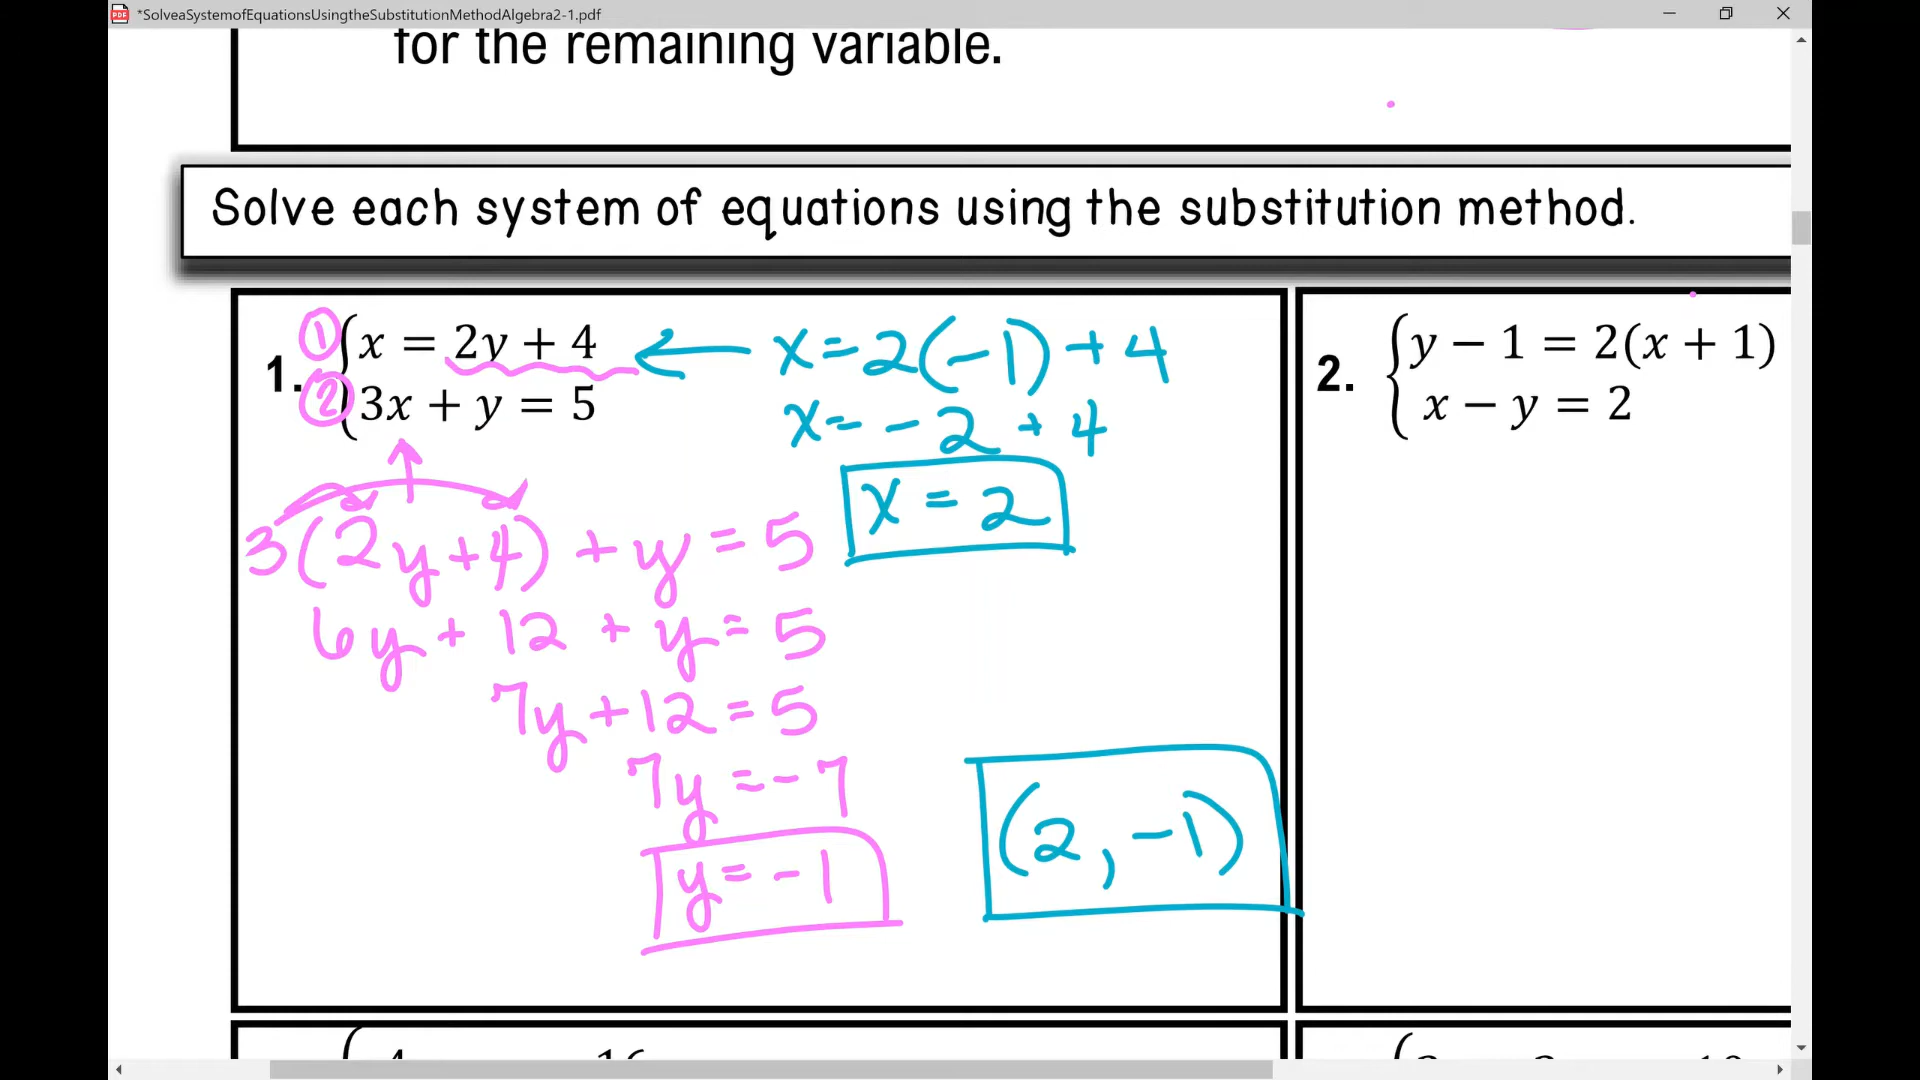 *SolveaSystemofEquationsUsingtheSubstitutionMethodAlgebra2-1.pdf
for the remaining variable.
Solve each system of equations using the substitution method.
1.
① x = 2y + 4
② 3x + y = 5
x = 2(-1) + 4
x = -2 + 4
x = 2
3(2y+4) + y = 5
6y + 12 + y = 5
7y + 12 = 5
7y = -7
y = -1
(2, -1)
2.
y − 1 = 2(x + 1)
x − y = 2